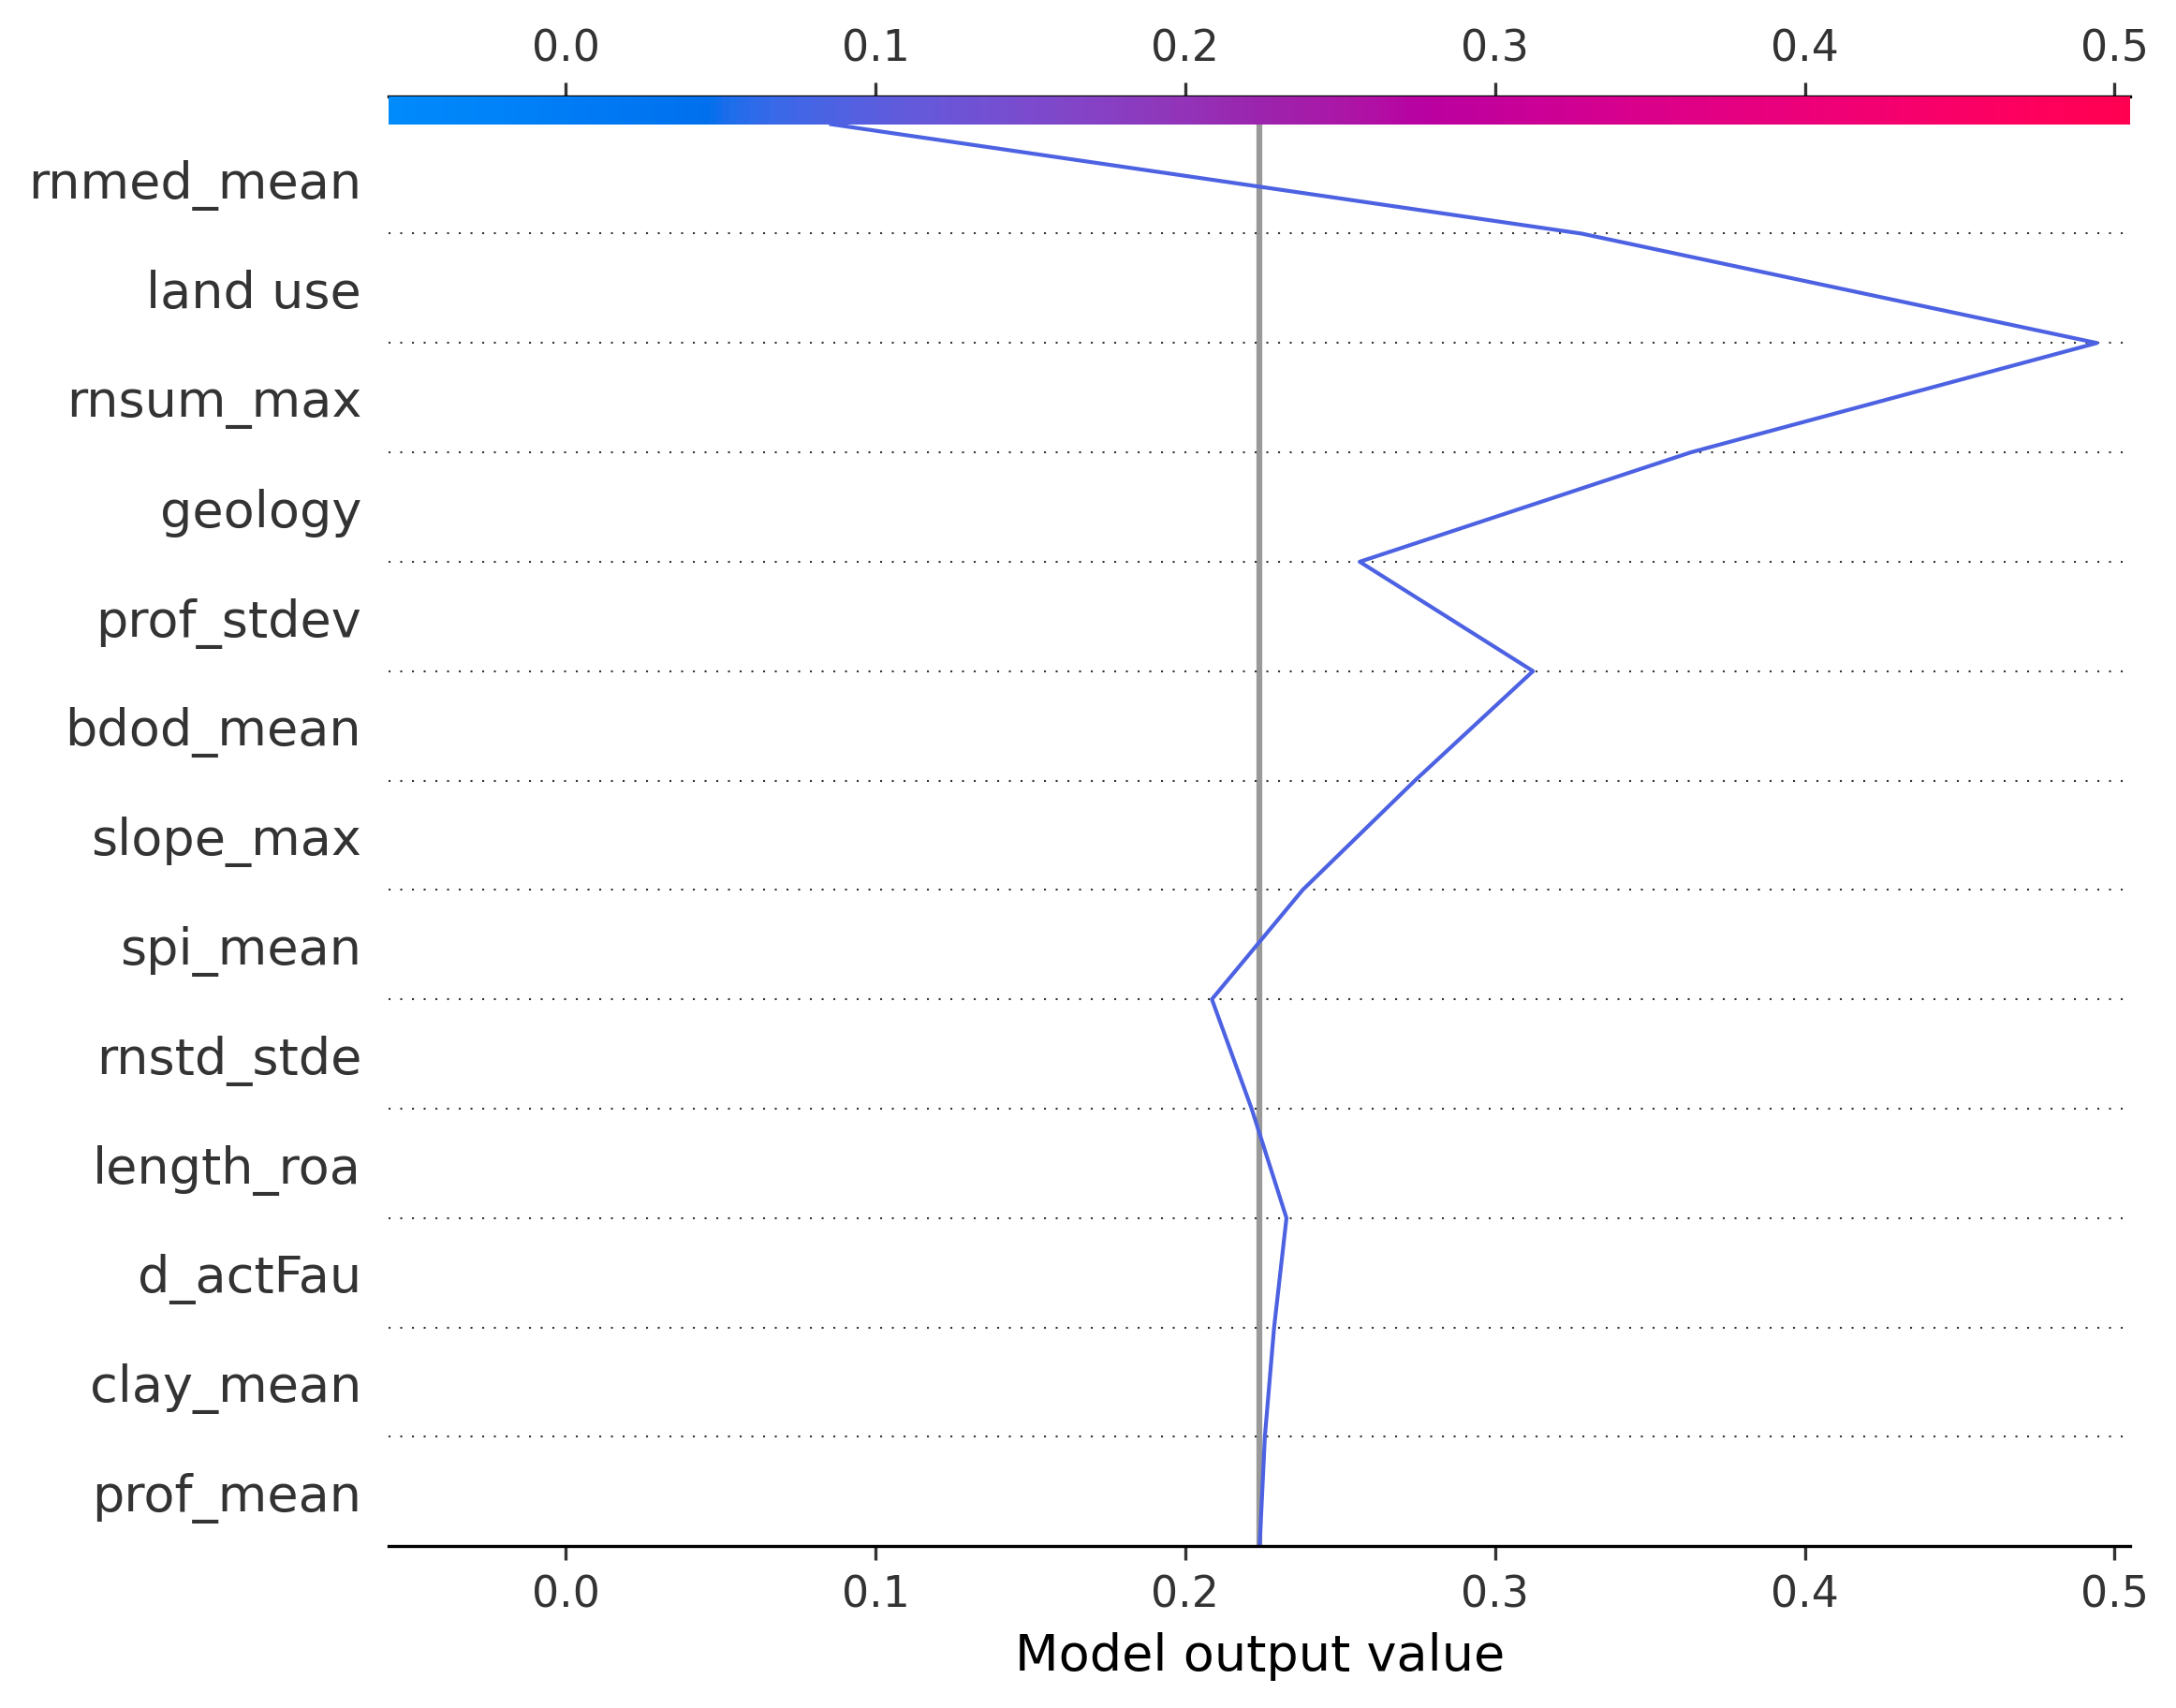 0.0 0.1 0.2 0.3 0.4 0.5
rnmed_mean
land use
rnsum_max
geology
prof_stdev
bdod_mean
slope_max
spi_mean
rnstd_stde
length_roa
d_actFau
clay_mean
prof_mean
0.0 0.1 0.2 0.3 0.4 0.5
Model output value